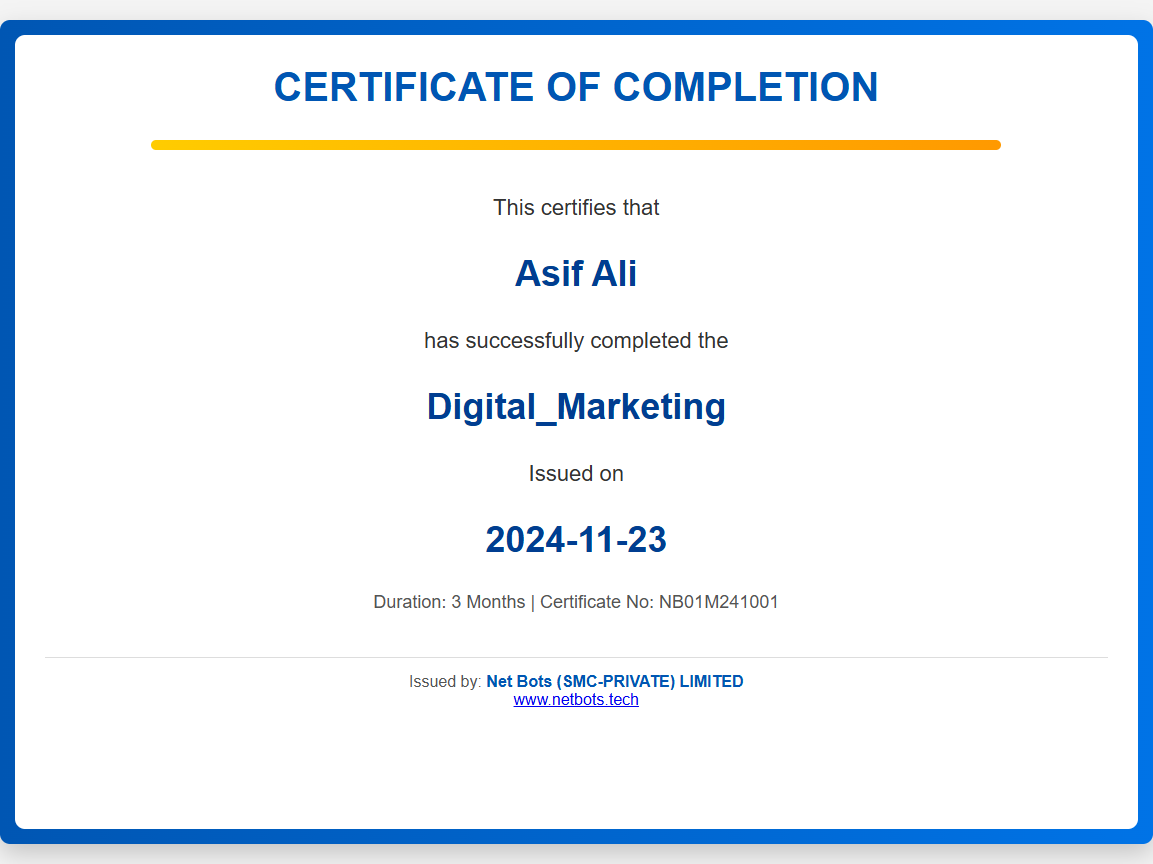 CERTIFICATE OF COMPLETION
This certifies that
Asif Ali
has successfully completed the
Digital_Marketing
Issued on
2024-11-23
Duration: 3 Months | Certificate No: NB01M241001
Issued by: Net Bots (SMC-PRIVATE) LIMITED
www.netbots.tech